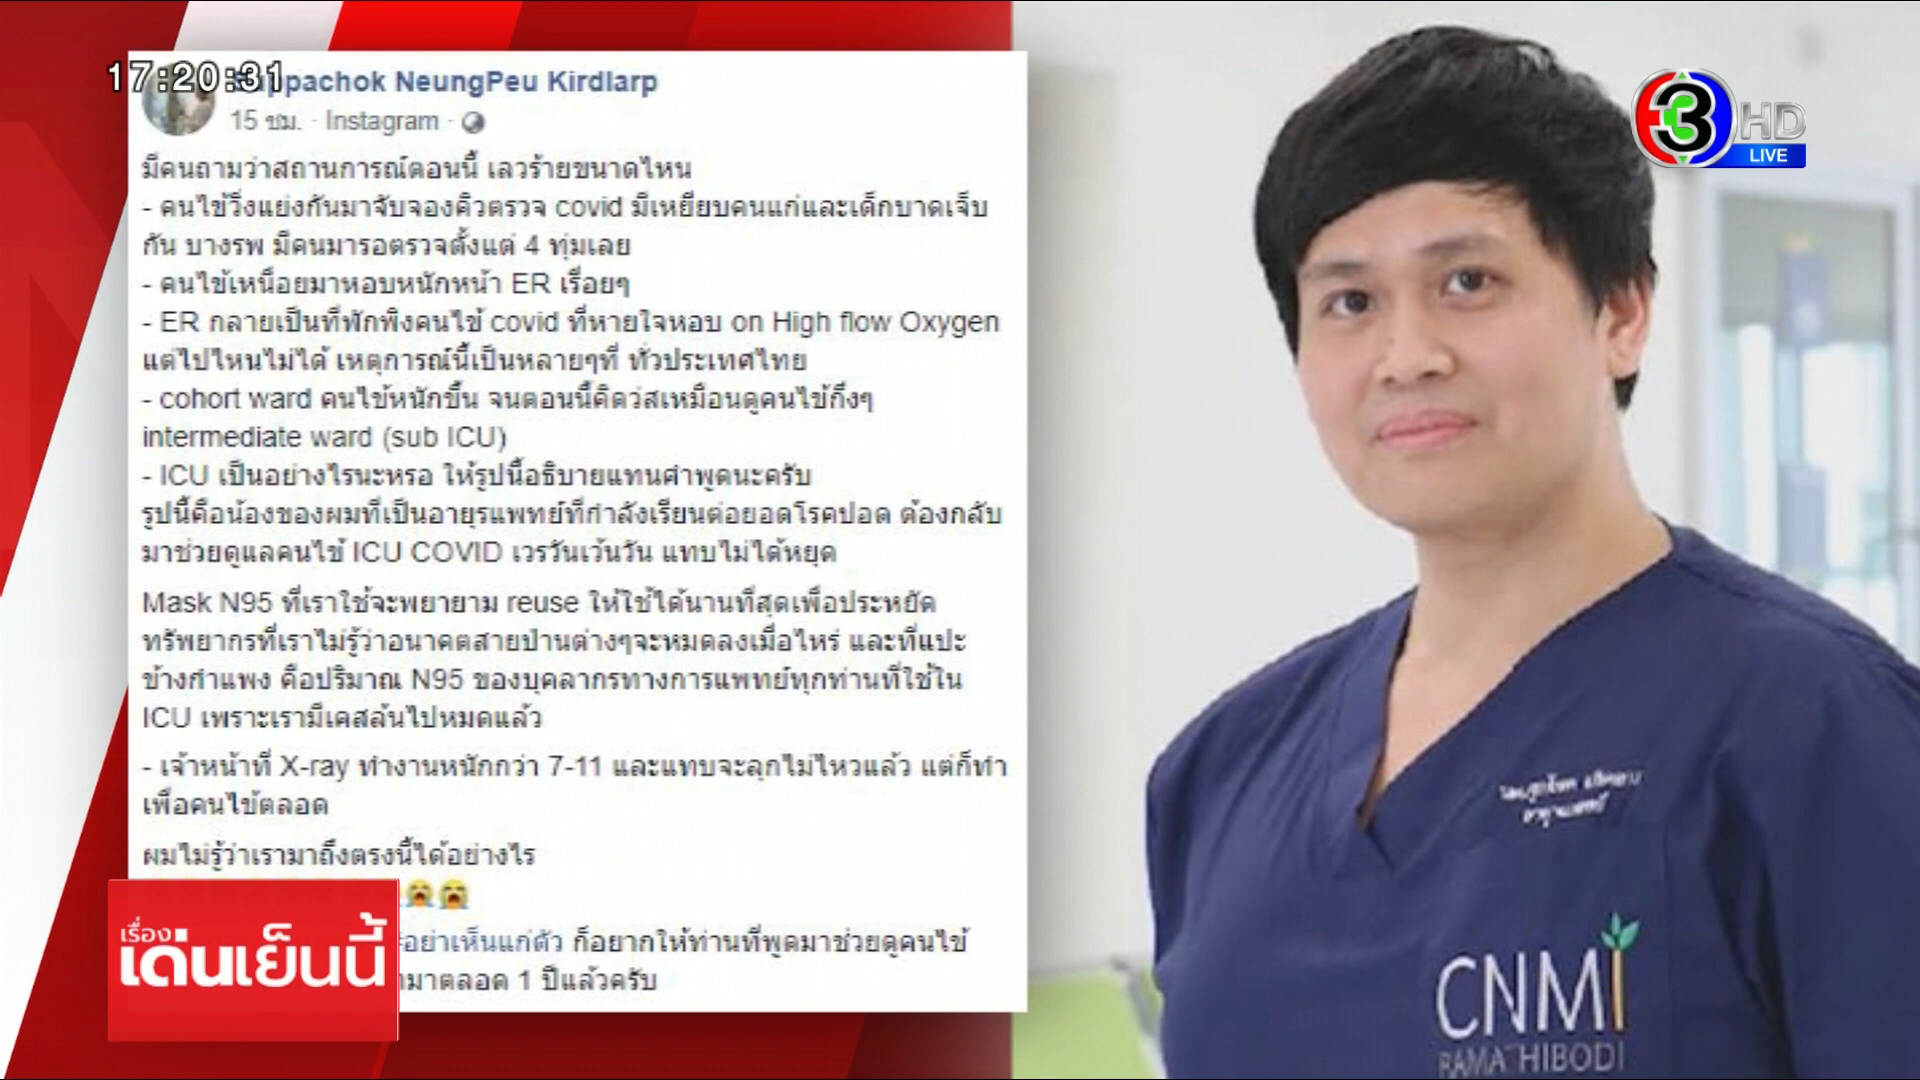 17:20:31
Suppachok NeungPeu Kirdlarp
15 ชม. · Instagram ·
3 HD
LIVE
มีคนถามว่าสถานการณ์ตอนนี้ เลวร้ายขนาดไหน
- คนไข้วิ่งแย่งกันมาจับจองคิวตรวจ covid มีเหยียบคนแก่และเด็กบาดเจ็บ
กัน บางรพ มีคนมารอตรวจตั้งแต่ 4 ทุ่มเลย
- คนไข้เหนื่อยมาหอบหนักหน้า ER เรื่อยๆ
- ER กลายเป็นที่พักพิงคนไข้ covid ที่หายใจหอบ on High flow Oxygen
แต่ไปไหนไม่ได้ เหตุการณ์นี้เป็นหลายๆที่ ทั่วประเทศไทย
- cohort ward คนไข้หนักขึ้น จนตอนนี้คิดว่สเหมือนดูคนไข้กึ่งๆ
intermediate ward (sub ICU)
- ICU เป็นอย่างไรนะหรอ ให้รูปนี้อธิบายแทนคำพูดนะครับ
รูปนี้คือน้องของผมที่เป็นอายุรแพทย์ที่กำลังเรียนต่อยอดโรคปอด ต้องกลับ
มาช่วยดูแลคนไข้ ICU COVID เวรวันเว้นวัน แทบไม่ได้หยุด
Mask N95 ที่เราใช้จะพยายาม reuse ให้ใช้ได้นานที่สุดเพื่อประหยัด
ทรัพยากรที่เราไม่รู้ว่าอนาคตสายป่านต่างๆจะหมดลงเมื่อไหร่ และที่แปะ
ข้างกำแพง คือปริมาณ N95 ของบุคลากรทางการแพทย์ทุกท่านที่ใช้ใน
ICU เพราะเรามีเคสล้นไปหมดแล้ว
- เจ้าหน้าที่ X-ray ทำงานหนักกว่า 7-11 และแทบจะลุกไม่ไหวแล้ว แต่ก็ทำ
เพื่อคนไข้ตลอด
ผมไม่รู้ว่าเรามาถึงตรงนี้ได้อย่างไร
#อย่าเห็นแก่ตัว ก็อยากให้ท่านที่พูดมาช่วยดูคนไข้
มาตลอด 1 ปีแล้วครับ
เรื่อง
เด่นเย็นนี้
อายุรแพทย์
CNMI
RAMATHIBODI